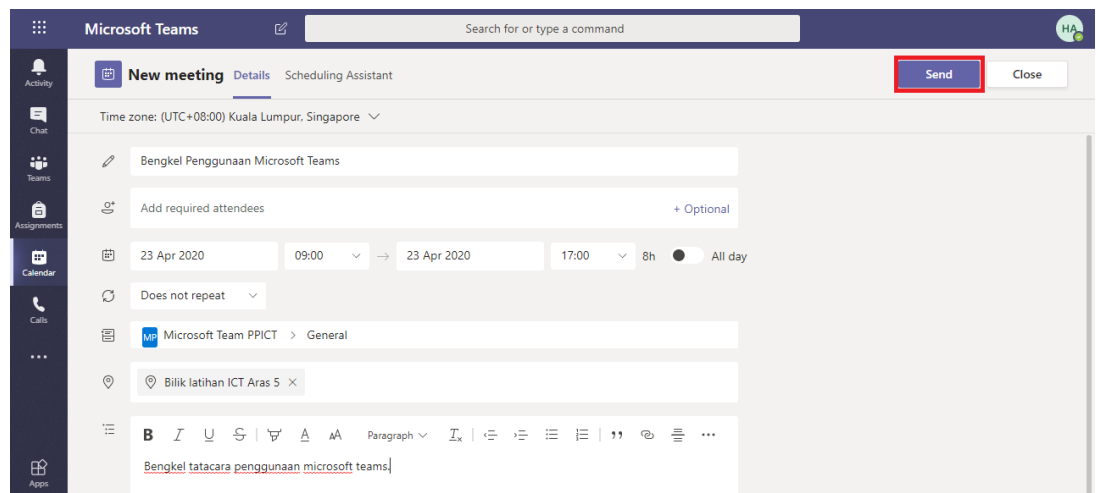 Microsoft Teams Search for or type a command HA
Activity
New meeting Details Scheduling Assistant Send Close
Time zone: (UTC+08:00) Kuala Lumpur, Singapore
Chat
Bengkel Penggunaan Microsoft Teams
Teams
Add required attendees + Optional
Assignments
23 Apr 2020 09:00 → 23 Apr 2020 17:00 8h All day
Calendar
Does not repeat
Calls
MP Microsoft Team PPICT > General
Bilik latihan ICT Aras 5 ×
B I U S A AA Paragraph Ix
Bengkel tatacara penggunaan microsoft teams.
Apps